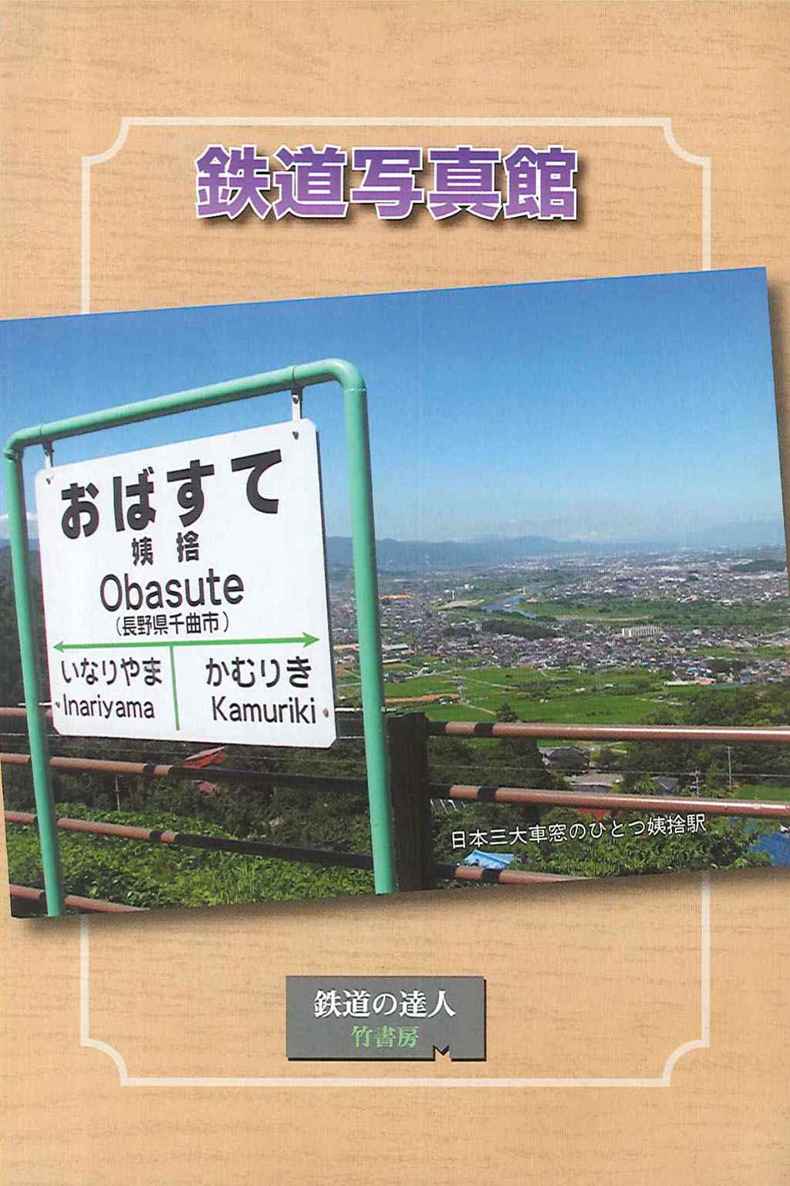 鉄道写真館
おばすて
姨捨
Obasute
(長野県千曲市)
いなりやま かむりき
Inariyama Kamuriki
日本三大車窓のひとつ姨捨駅
鉄道の達人
竹書房